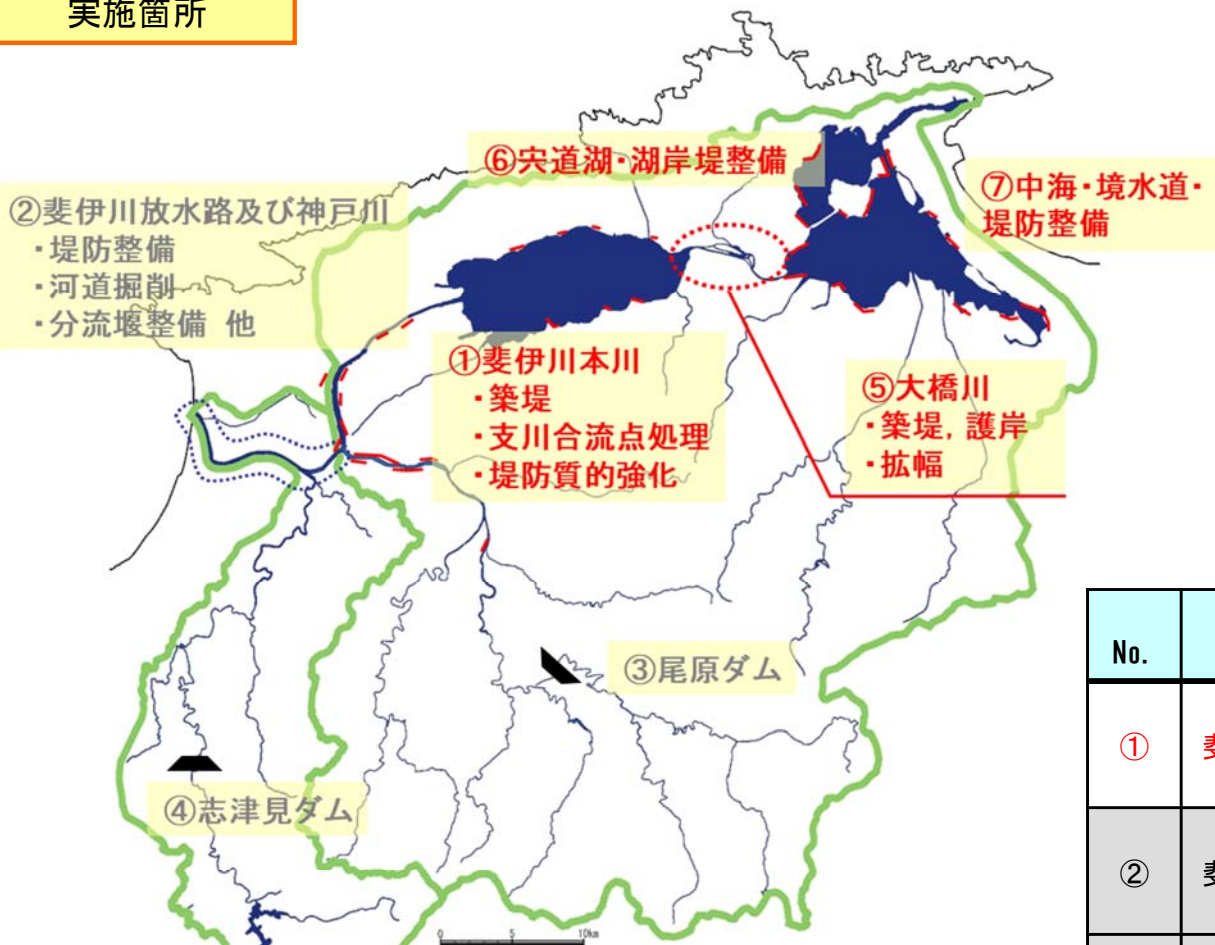 実施箇所
⑥宍道湖・湖岸堤整備
⑦中海・境水道・
堤防整備
②斐伊川放水路及び神戸川
・堤防整備
・河道掘削
・分流堰整備 他
①斐伊川本川
・築堤
・支川合流点処理
・堤防質的強化
⑤大橋川
・築堤, 護岸
・拡幅
③尾原ダム
④志津見ダム
0 5 10km
No.
① 斐
② 斐